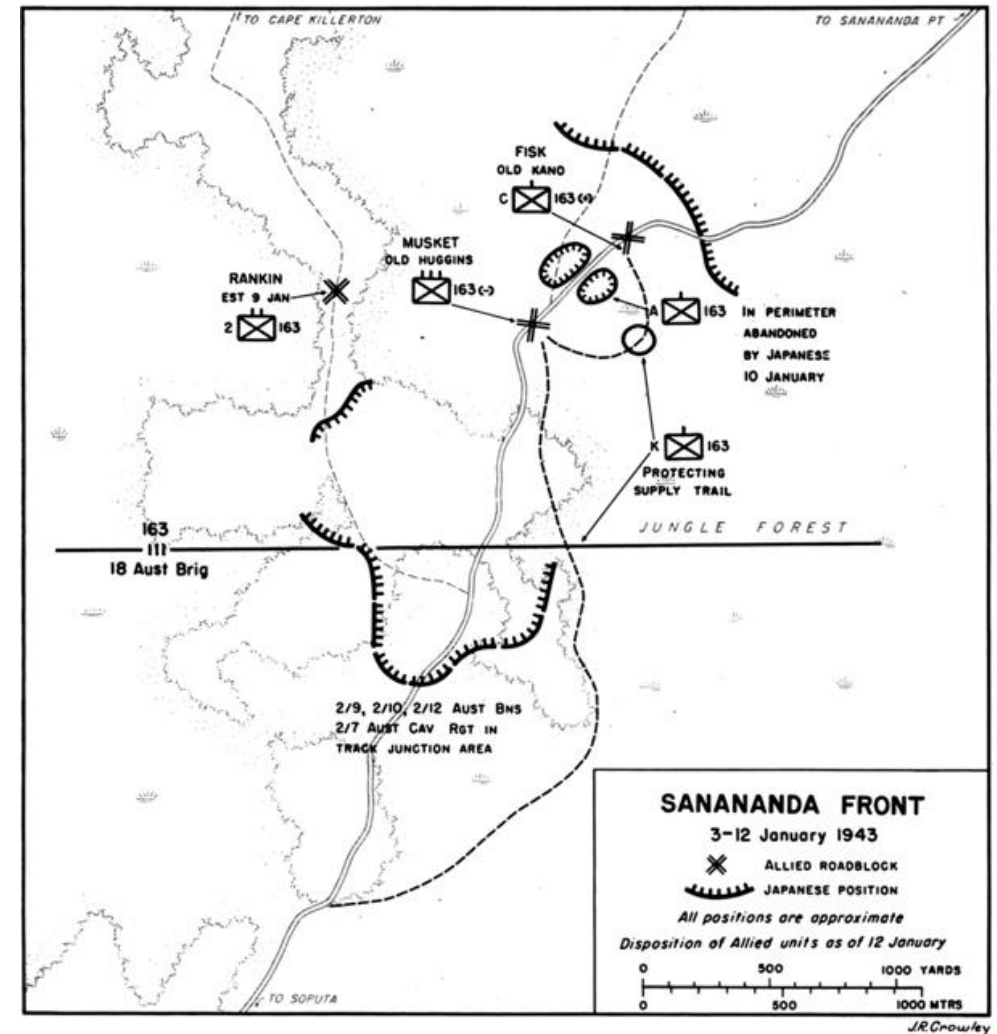 TO CAPE KILLERTON
TO SANANANDA PT
FISK
OLD KANO
C 163(+)
MUSKET
OLD HUGGINS
163(-)
RANKIN
EST 9 JAN
2 163
A 163
IN PERIMETER
ABANDONED
BY JAPANESE
10 JANUARY
K 163
PROTECTING
SUPPLY TRAIL
JUNGLE FOREST
163
18 Aust Brig
2/9, 2/10, 2/12 AUST BNS
2/7 AUST CAV RGT IN
TRACK JUNCTION AREA
TO SOPUTA
SANANANDA FRONT
3-12 January 1943
ALLIED ROADBLOCK
JAPANESE POSITION
All positions are approximate
Disposition of Allied units as of 12 January
0 500 1000 YARDS
0 500 1000 MTRS
J.R.Crowley